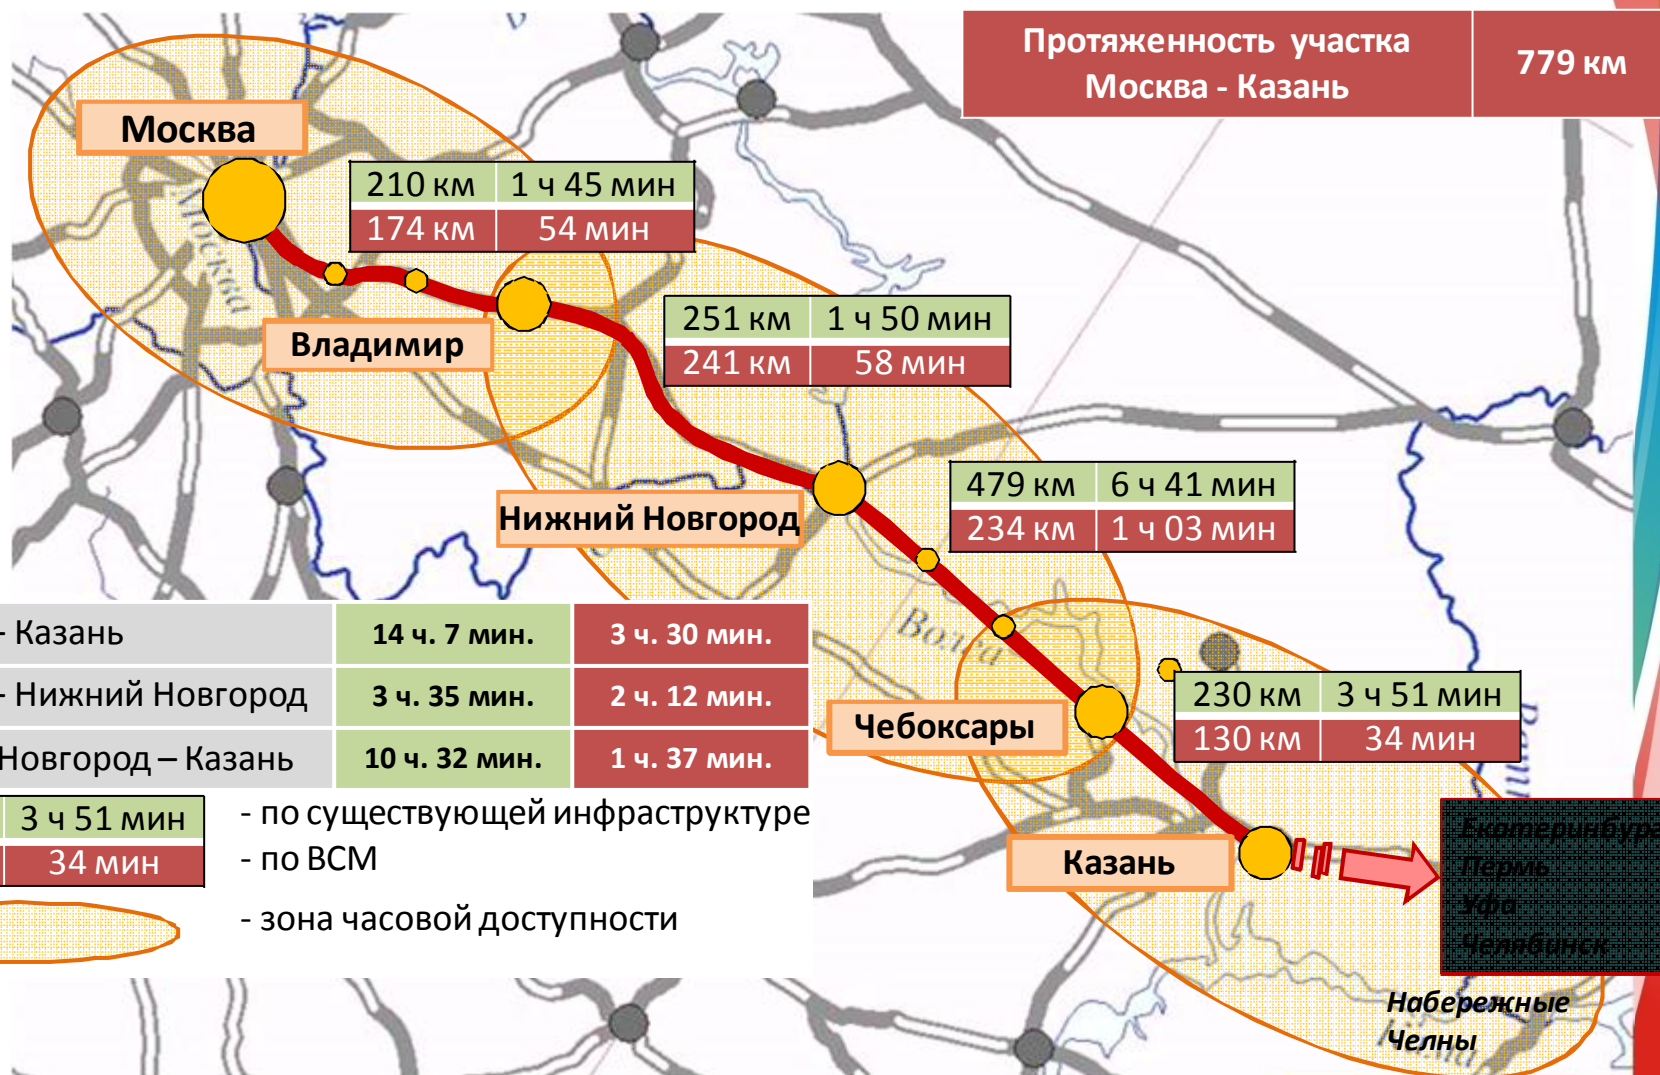 Протяженность участка
Москва - Казань
779 км
Москва
210 км 1 ч 45 мин
174 км 54 мин
Москва
Владимир
251 км 1 ч 50 мин
241 км 58 мин
Нижний Новгород
479 км 6 ч 41 мин
234 км 1 ч 03 мин
Волга
- Казань 14 ч. 7 мин. 3 ч. 30 мин.
- Нижний Новгород 3 ч. 35 мин. 2 ч. 12 мин.
Новгород – Казань 10 ч. 32 мин. 1 ч. 37 мин.
Чебоксары
230 км 3 ч 51 мин
130 км 34 мин
3 ч 51 мин
34 мин
- по существующей инфраструктуре
- по ВСМ
- зона часовой доступности
Казань
Екатеринбург
Пермь
Уфа
Челябинск
Набережные
Челны